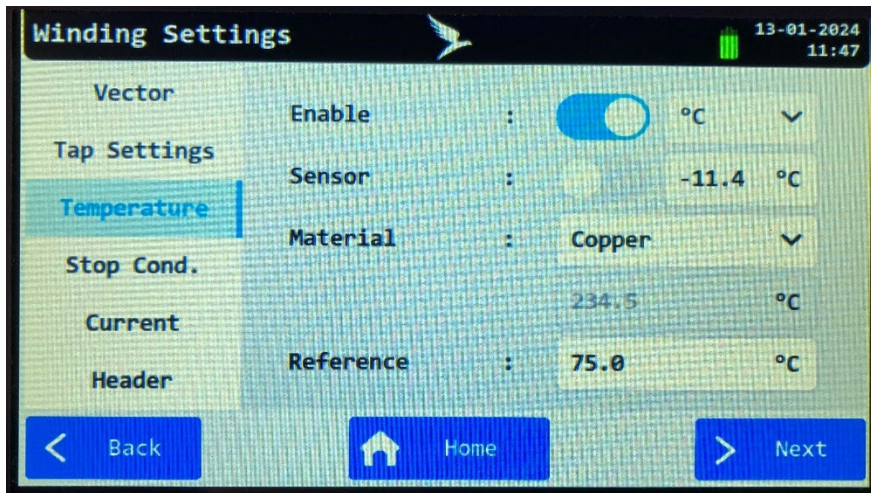 Winding Settings
13-01-2024
11:47
Vector
Tap Settings
Temperature
Stop Cond.
Current
Header
Enable : °C
Sensor : -11.4 °C
Material : Copper
234.5 °C
Reference : 75.0 °C
Back
Home
Next